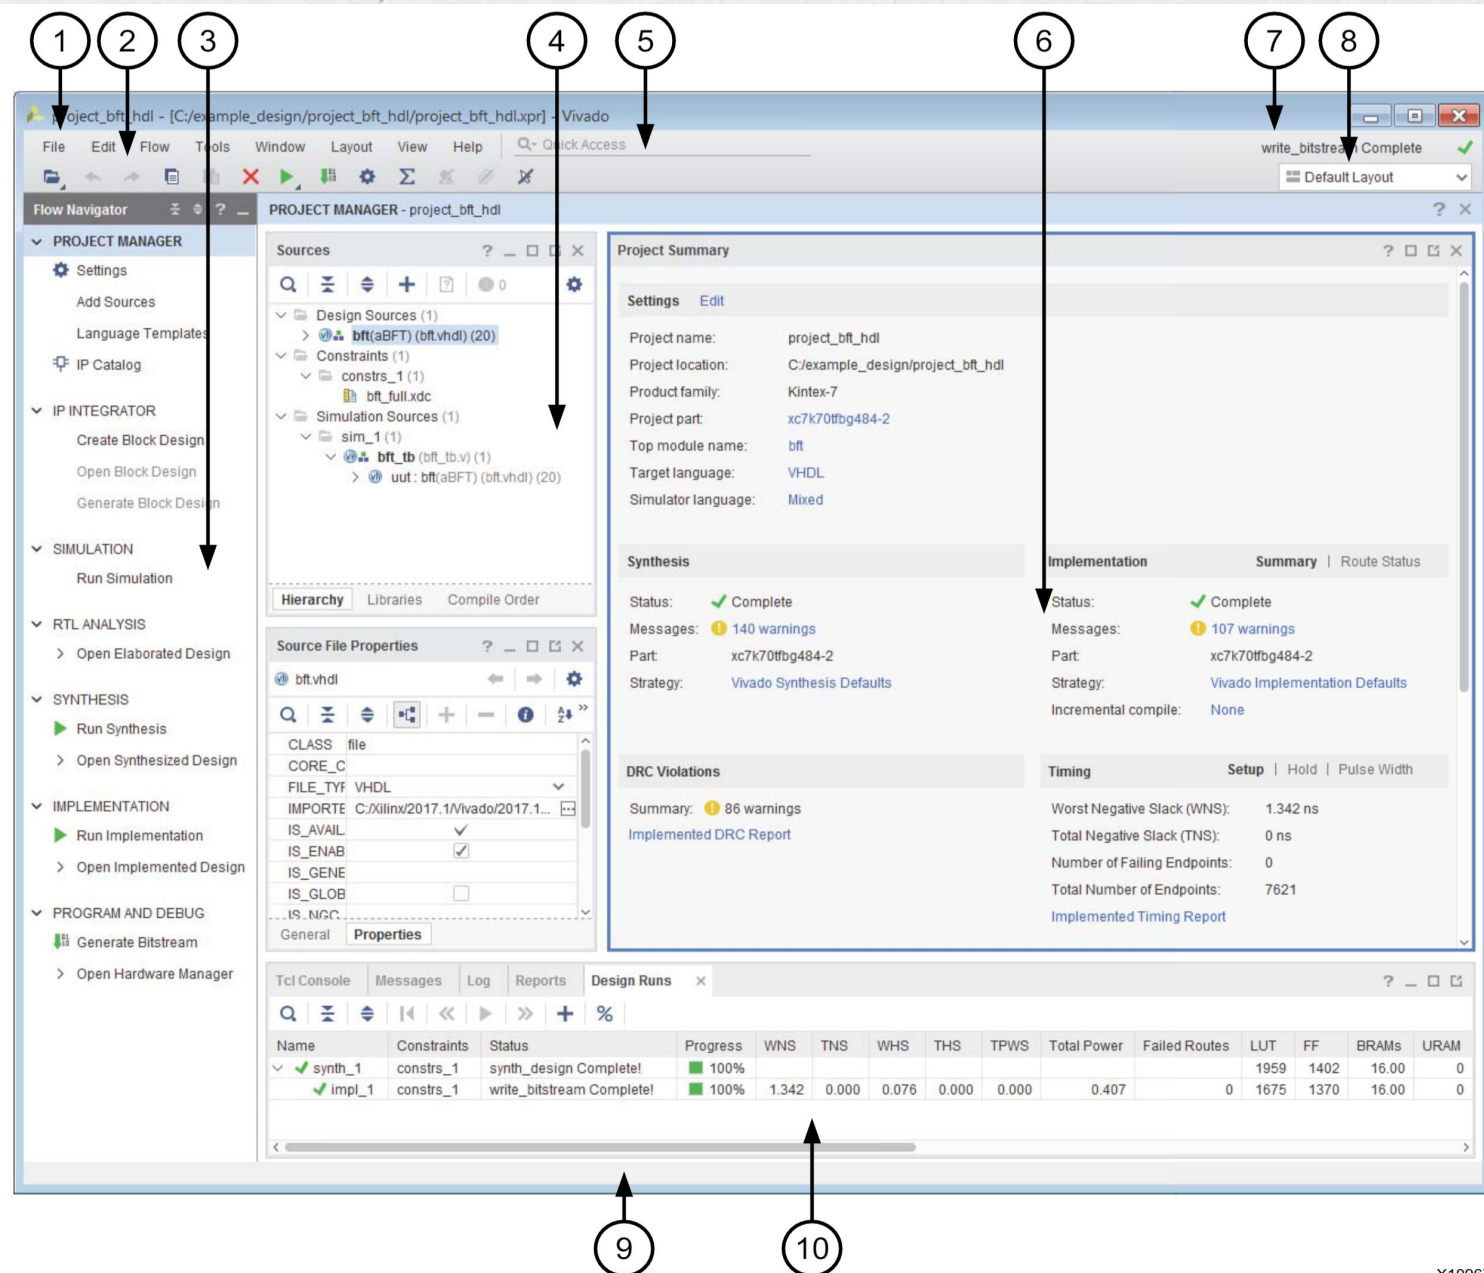 1 2 3 4 5 6 7 8
project_bft_hdl - [C:/example_design/project_bft_hdl/project_bft_hdl.xpr] - Vivado
File Edit Flow Tools Window Layout View Help Quick Access write_bitstream Complete
Default Layout
Flow Navigator
PROJECT MANAGER - project_bft_hdl
PROJECT MANAGER
Settings
Add Sources
Language Templates
IP Catalog
IP INTEGRATOR
Create Block Design
Open Block Design
Generate Block Design
SIMULATION
Run Simulation
RTL ANALYSIS
Open Elaborated Design
SYNTHESIS
Run Synthesis
Open Synthesized Design
IMPLEMENTATION
Run Implementation
Open Implemented Design
PROGRAM AND DEBUG
Generate Bitstream
Open Hardware Manager
Sources
0
Design Sources (1)
bft(aBFT) (bft.vhdl) (20)
Constraints (1)
constrs_1 (1)
bft_full.xdc
Simulation Sources (1)
sim_1 (1)
bft_tb (bft_tb.v) (1)
uut : bft(aBFT) (bft.vhdl) (20)
Hierarchy Libraries Compile Order
Source File Properties
bft.vhdl
CLASS file
CORE_C
FILE_TYF VHDL
IMPORTE C:/Xilinx/2017.1/Vivado/2017.1...
IS_AVAIL.
IS_ENAB
IS_GENE
IS_GLOB
IS_NGC
General Properties
Project Summary
Settings Edit
Project name: project_bft_hdl
Project location: C:/example_design/project_bft_hdl
Product family: Kintex-7
Project part: xc7k70tfbg484-2
Top module name: bft
Target language: VHDL
Simulator language: Mixed
Synthesis
Status: Complete
Messages: 140 warnings
Part: xc7k70tfbg484-2
Strategy: Vivado Synthesis Defaults
Implementation Summary | Route Status
Status: Complete
Messages: 107 warnings
Part: xc7k70tfbg484-2
Strategy: Vivado Implementation Defaults
Incremental compile: None
DRC Violations
Summary: 86 warnings
Implemented DRC Report
Timing Setup | Hold | Pulse Width
Worst Negative Slack (WNS): 1.342 ns
Total Negative Slack (TNS): 0 ns
Number of Failing Endpoints: 0
Total Number of Endpoints: 7621
Implemented Timing Report
Tcl Console Messages Log Reports Design Runs
Name Constraints Status Progress WNS TNS WHS THS TPWS Total Power Failed Routes LUT FF BRAMs URAM
synth_1 constrs_1 synth_design Complete! 100% 1959 1402 16.00 0
impl_1 constrs_1 write_bitstream Complete! 100% 1.342 0.000 0.076 0.000 0.000 0.407 0 1675 1370 16.00 0
9 10